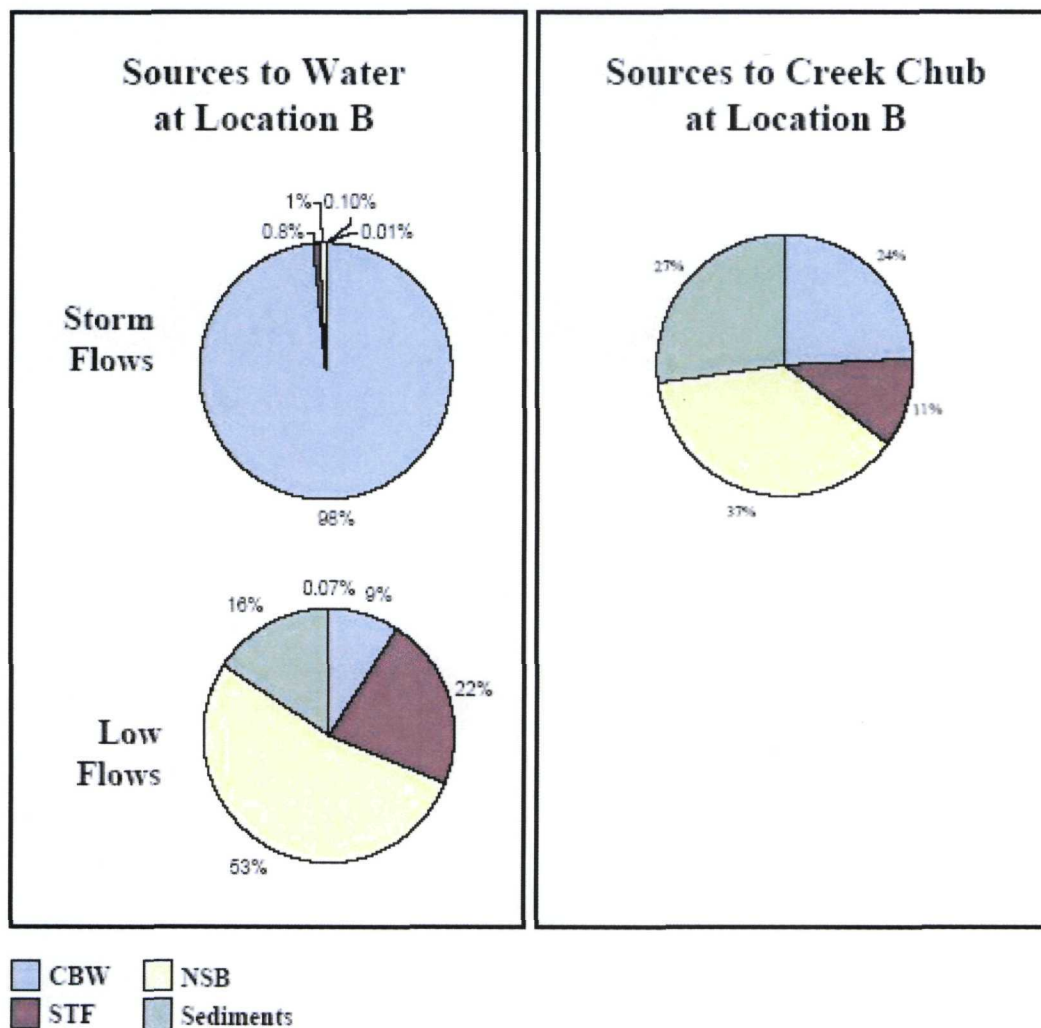 Sources to Water
at Location B
1% 0.10%
0.8% 0.01%
Storm
Flows
98%
0.07%
16% 9%
22%
Low
Flows
53%
Sources to Creek Chub
at Location B
27% 24%
11%
37%
CBW NSB
STF Sediments